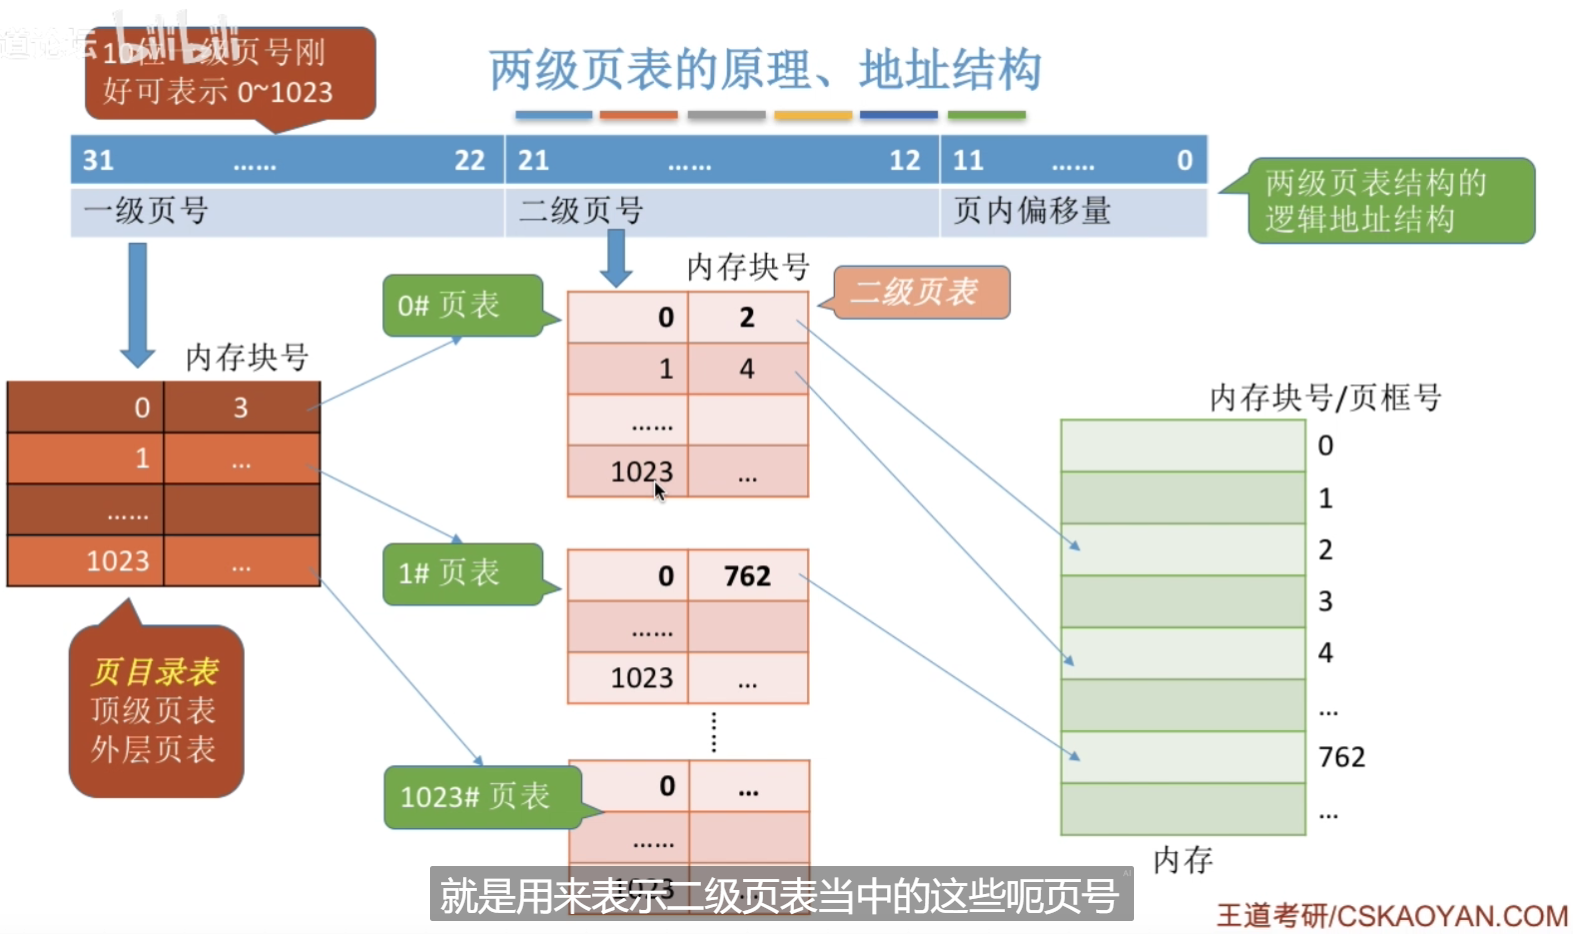 bilibili
10位一级页号刚
好可表示 0~1023
两级页表的原理、地址结构
31 …… 22 21 …… 12 11 …… 0
一级页号 二级页号 页内偏移量
两级页表结构的
逻辑地址结构
内存块号
0 3
1 ...
……
1023 ...
页目录表
顶级页表
外层页表
0# 页表
内存块号
二级页表
0 2
1 4
……
1023 ...
1# 页表
0 762
……
1023 ...
1023# 页表
0 ...
……
1023
内存块号/页框号
0
1
2
3
4
...
762
...
内存
就是用来表示二级页表当中的这些呃页号
AI
王道考研/CSKAOYAN.COM